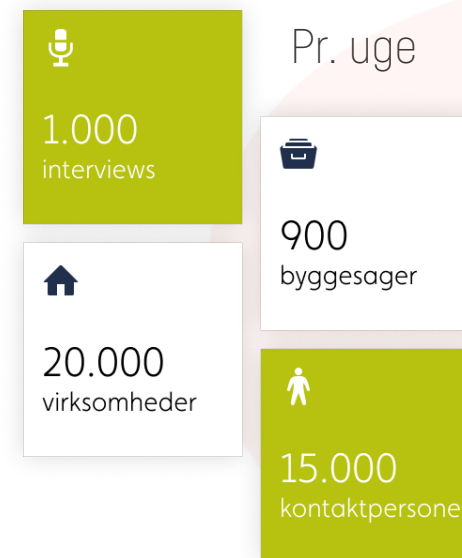 Pr. uge
1.000
interviews
900
byggesager
20.000
virksomheder
15.000
kontaktpersone